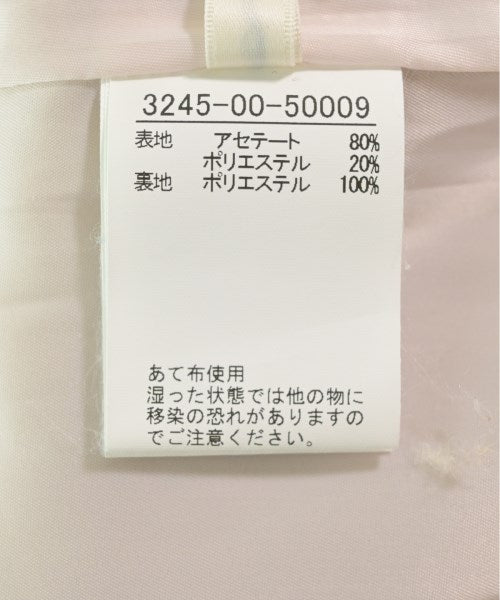 3245-00-50009
表地 アセテート 80%
ポリエステル 20%
裏地 ポリエステル 100%
あて布使用
湿った状態では他の物に
移染の恐れがありますの
でご注意ください。